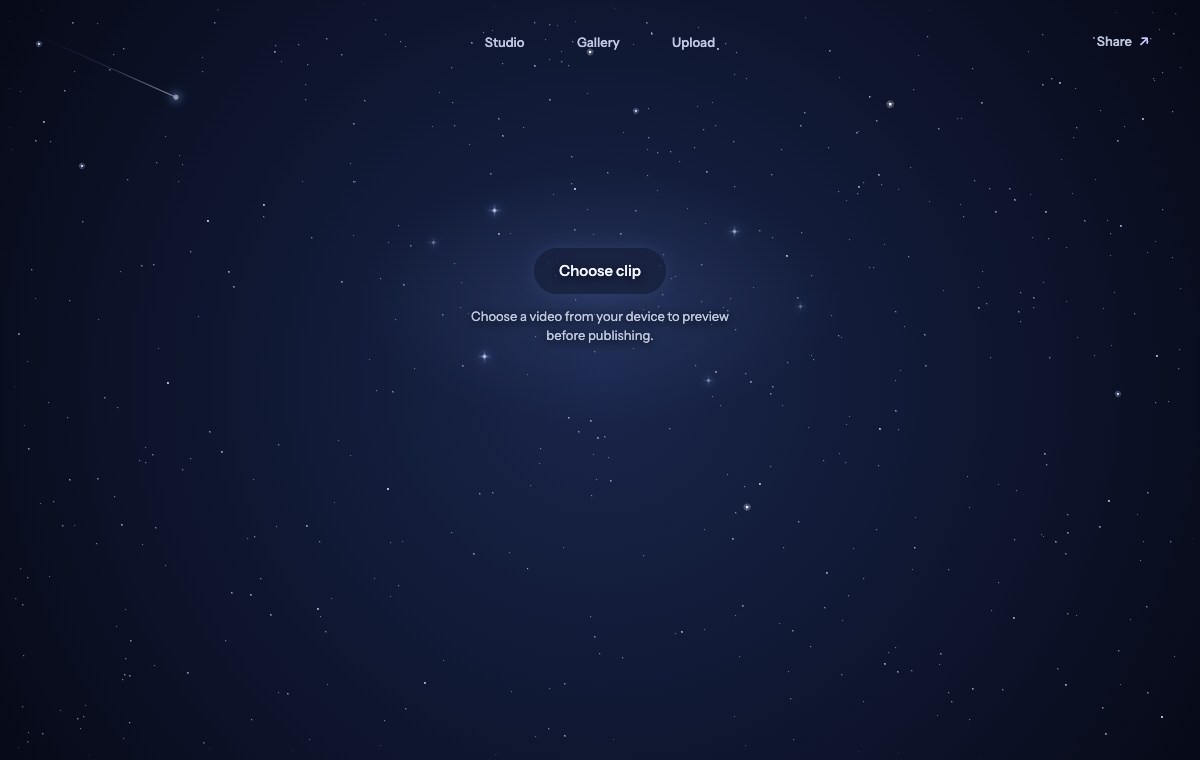 Studio Gallery Upload Share
Choose clip
Choose a video from your device to preview
before publishing.